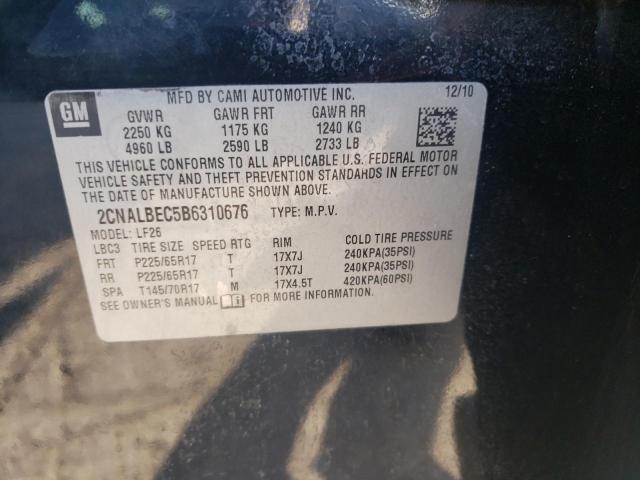 GM
MFD BY CAMI AUTOMOTIVE INC. 12/10
GVWR GAWR FRT GAWR RR
2250 KG 1175 KG 1240 KG
4960 LB 2590 LB 2733 LB
THIS VEHICLE CONFORMS TO ALL APPLICABLE U.S. FEDERAL MOTOR
VEHICLE SAFETY AND THEFT PREVENTION STANDARDS IN EFFECT
ON THE DATE OF MANUFACTURE SHOWN ABOVE.
2CNALBEC5B6310676 TYPE: M.P.V.
MODEL: LF26
LBC3 TIRE SIZE SPEED RTG RIM COLD TIRE PRESSURE
FRT P225/65R17 T 17X7J 240KPA(35PSI)
RR P225/65R17 T 17X7J 240KPA(35PSI)
SPA T145/70R17 M 17X4.5T 420KPA(60PSI)
SEE OWNER'S MANUAL FOR MORE INFORMATION.